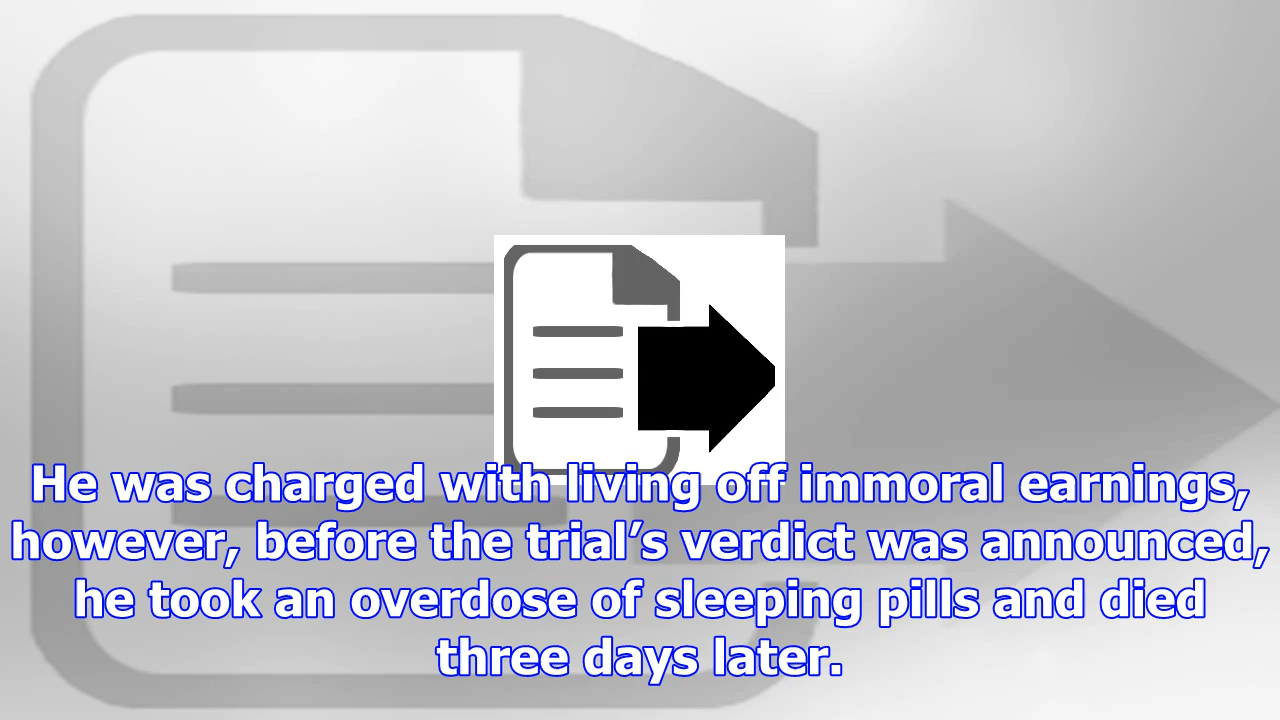 He was charged with living off immoral earnings,
however, before the trial’s verdict was announced,
he took an overdose of sleeping pills and died
three days later.